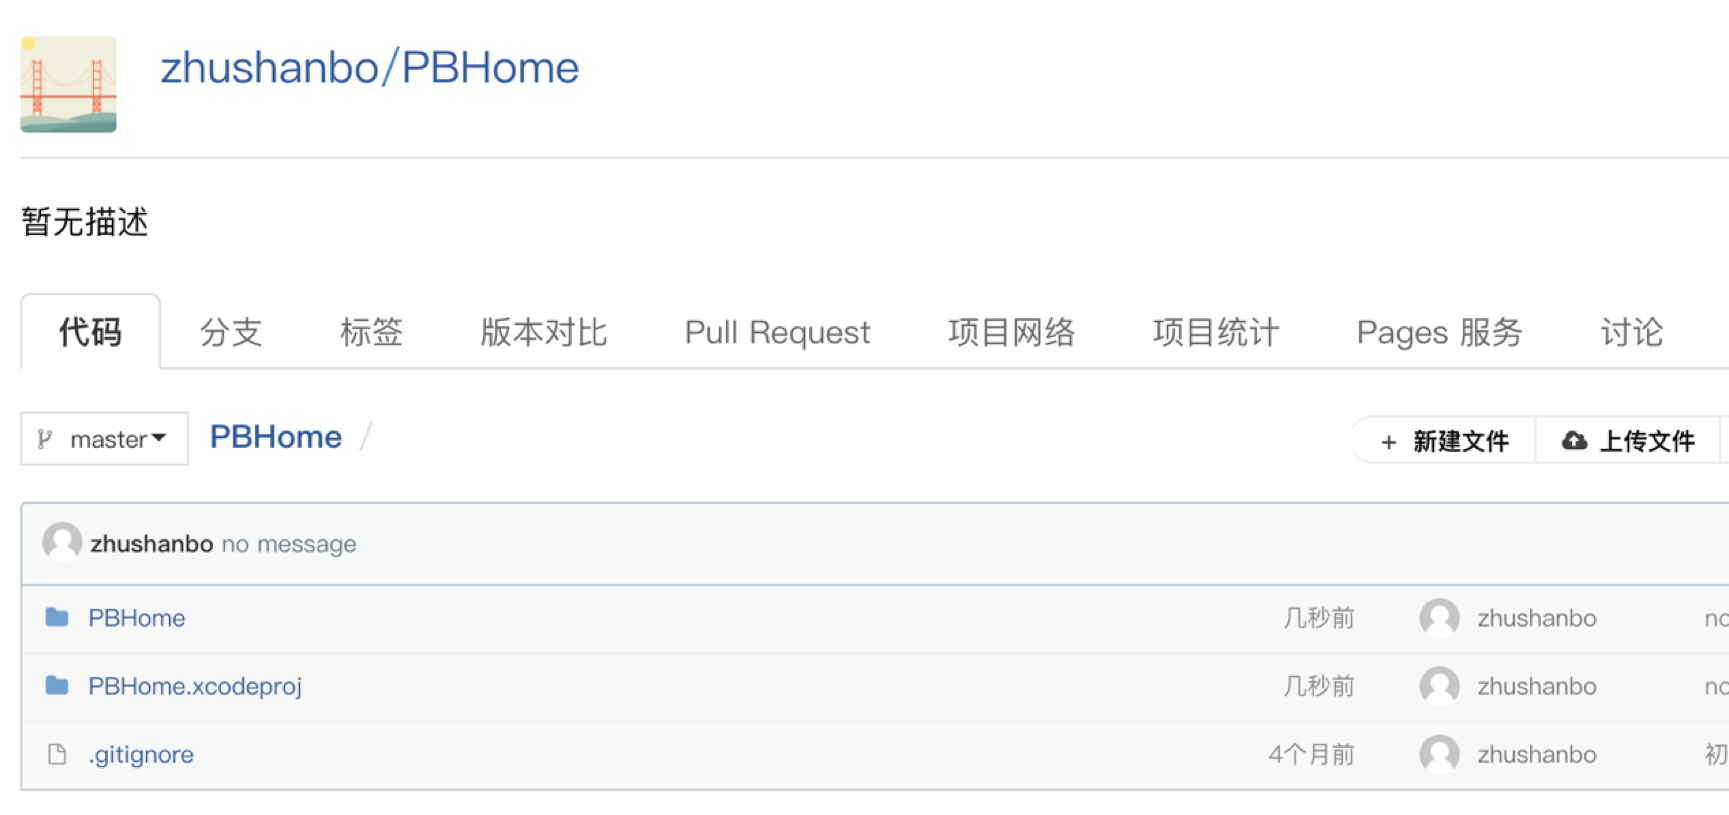 zhushanbo/PBHome
暂无描述
代码 分支 标签 版本对比 Pull Request 项目网络 项目统计 Pages 服务 讨论
master PBHome / + 新建文件 上传文件
zhushanbo no message
PBHome 几秒前 zhushanbo no
PBHome.xcodeproj 几秒前 zhushanbo no
.gitignore 4个月前 zhushanbo 初